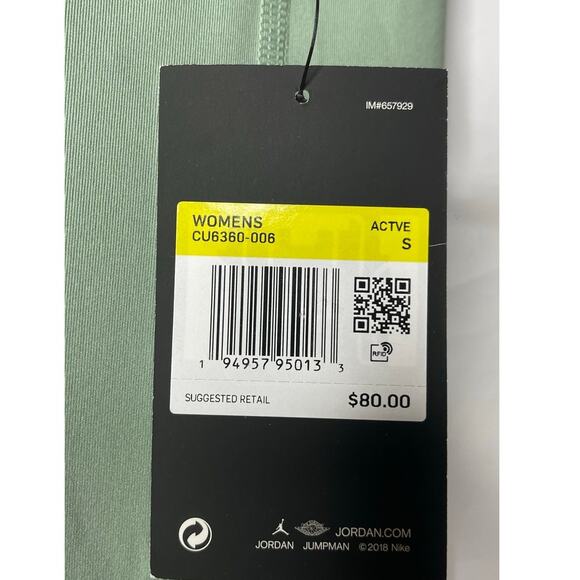 IM#657929
WOMENS
CU6360-006
ACTVE
S
RFID
1 94957 95013 3
SUGGESTED RETAIL
$80.00
JORDAN.COM
JORDAN JUMPMAN ©2018 Nike